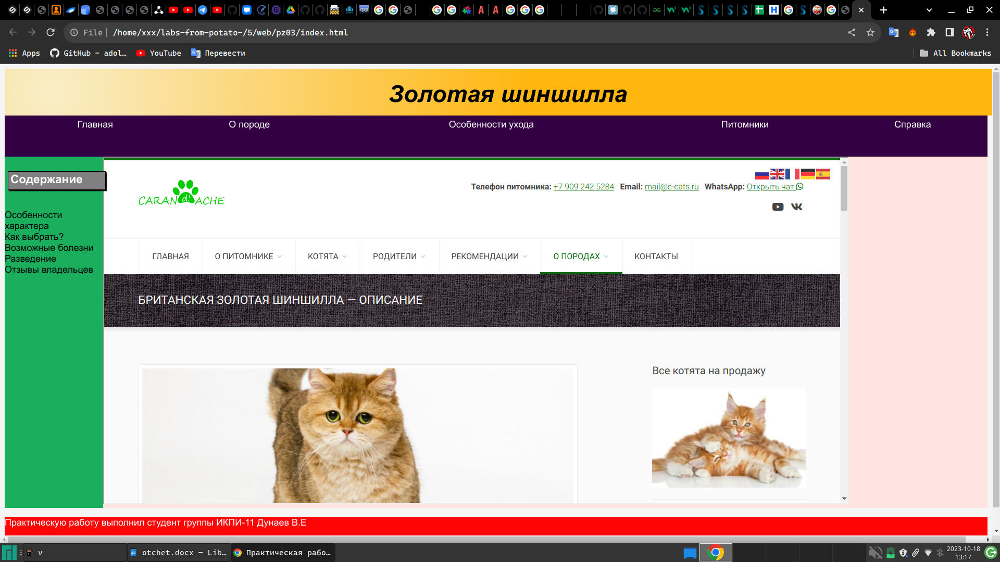 File
/home/xxx/labs-from-potato-/5/web/pz03/index.html
Apps
GitHub – adol…
YouTube
Перевести
All Bookmarks
Золотая шиншилла
Главная
О породе
Особенности ухода
Питомники
Справка
Содержание
Особенности
характера
Как выбрать?
Возможные болезни
Разведение
Отзывы владельцев
CARAN d' ACHE
Телефон питомника: +7 909 242 5284 Email: mail@c-cats.ru WhatsApp: Открыть чат
ГЛАВНАЯ
О ПИТОМНИКЕ
КОТЯТА
РОДИТЕЛИ
РЕКОМЕНДАЦИИ
О ПОРОДАХ
КОНТАКТЫ
БРИТАНСКАЯ ЗОЛОТАЯ ШИНШИЛЛА — ОПИСАНИЕ
Все котята на продажу
Практическую работу выполнил студент группы ИКПИ-11 Дунаев В.Е
v
otchet.docx – Lib…
Практическая рабо…
2023-10-18
13:17